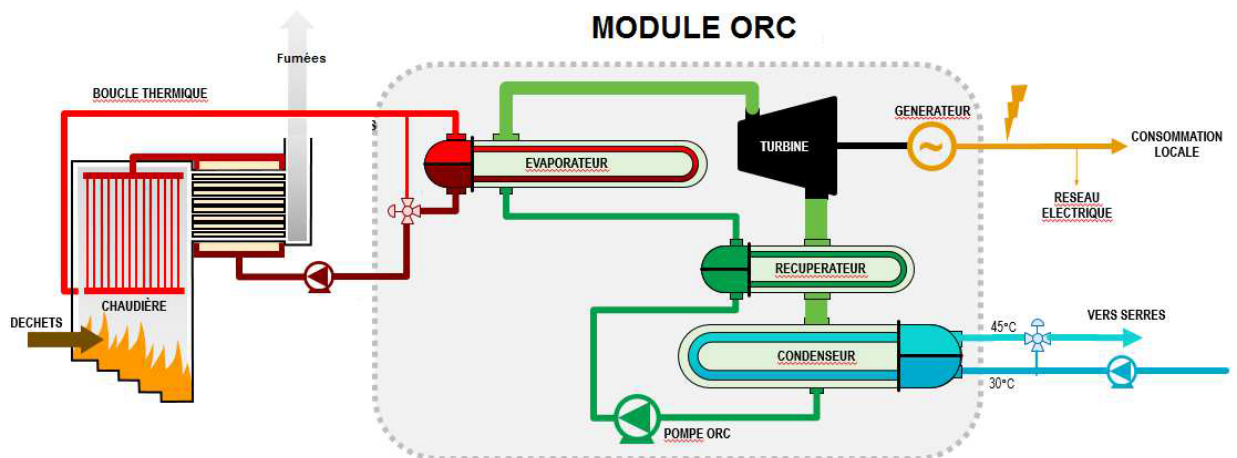 MODULE ORC
Fumées
BOUCLE THERMIQUE
S
EVAPORATEUR
TURBINE
GENERATEUR
CONSOMMATION
LOCALE
RESEAU
ELECTRIQUE
RECUPERATEUR
CHAUDIÈRE
DECHETS
CONDENSEUR
45°C
VERS SERRES
30°C
POMPE ORC